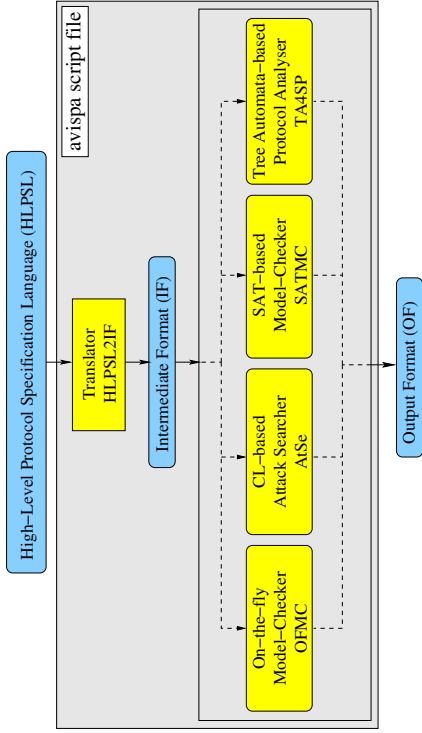 High-Level Protocol Specification Language (HLPSL)
avispa script file
Translator
HLPSL2IF
Intermediate Format (IF)
On-the-fly
Model-Checker
OFMC
CL-based
Attack Searcher
AtSe
SAT-based
Model-Checker
SATMC
Tree Automata-based
Protocol Analyser
TA4SP
Output Format (OF)